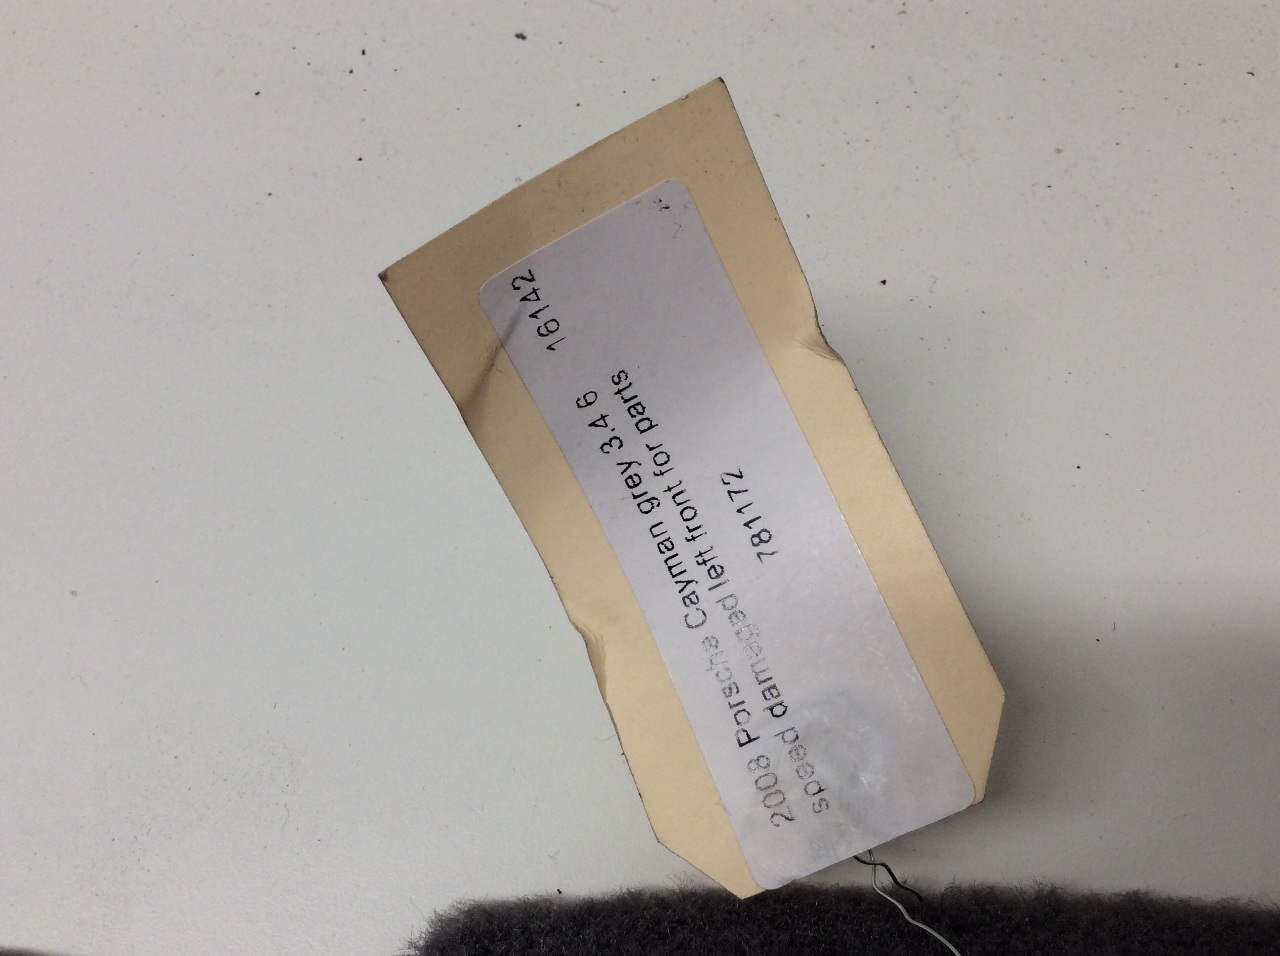 16142
2008 Porsche Cayman grey 3.4 6
speed damaged left front for parts
781172